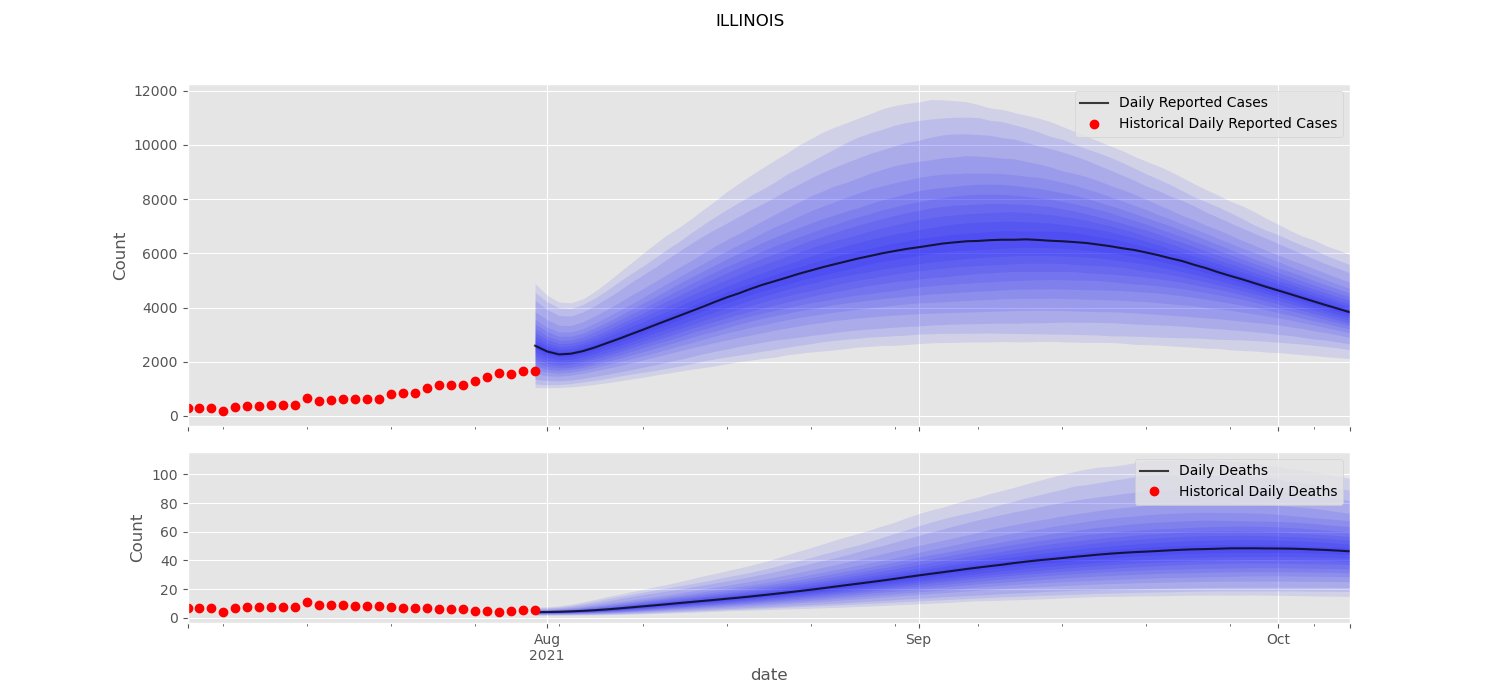 ILLINOIS
12000
10000
8000
6000
4000
2000
0
Count
Daily Reported Cases
Historical Daily Reported Cases
100
80
60
40
20
0
Count
Daily Deaths
Historical Daily Deaths
Aug
2021
Sep
Oct
date